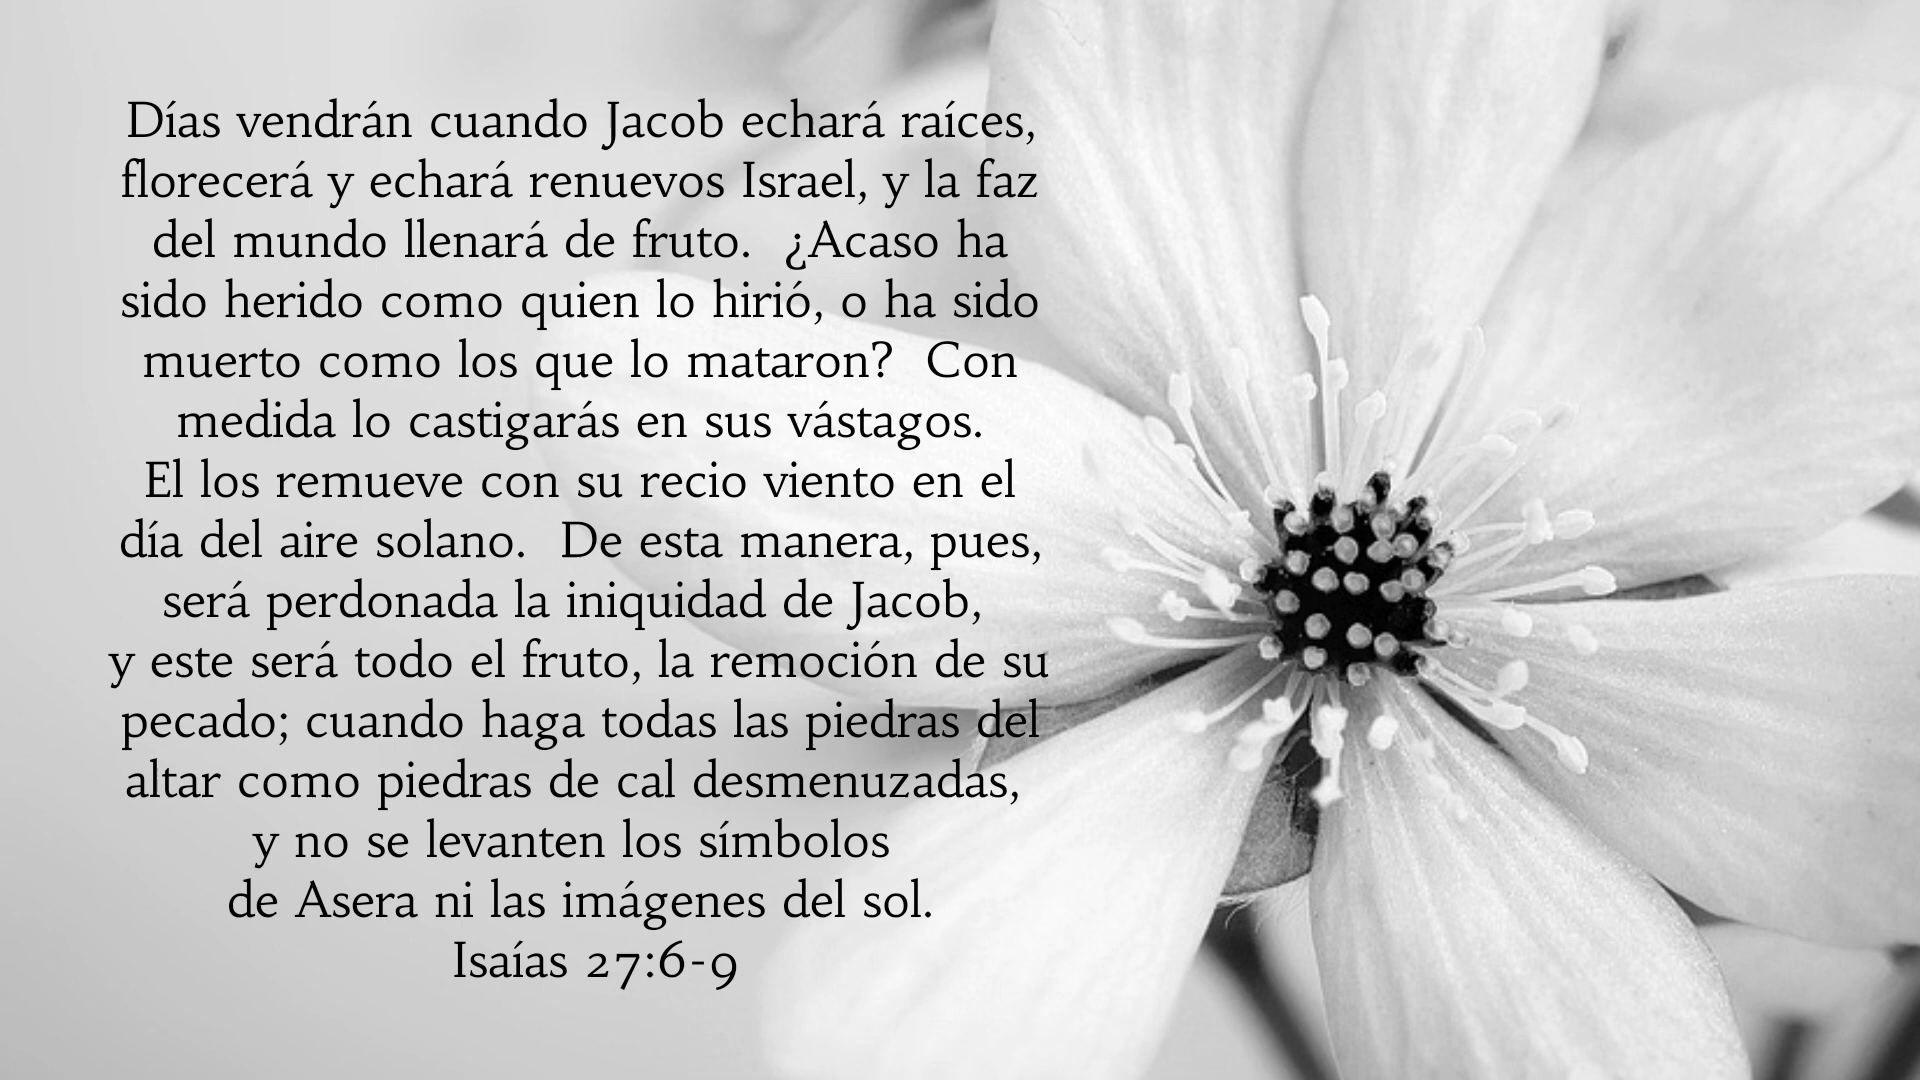 Días vendrán cuando Jacob echará raíces,
florecerá y echará renuevos Israel, y la faz
del mundo llenará de fruto.  ¿Acaso ha
sido herido como quien lo hirió, o ha sido
muerto como los que lo mataron?  Con
medida lo castigarás en sus vástagos.
El los remueve con su recio viento en el
día del aire solano.  De esta manera, pues,
será perdonada la iniquidad de Jacob,
y este será todo el fruto, la remoción de su
pecado; cuando haga todas las piedras del
altar como piedras de cal desmenuzadas,
y no se levanten los símbolos
de Asera ni las imágenes del sol.
Isaías 27:6-9